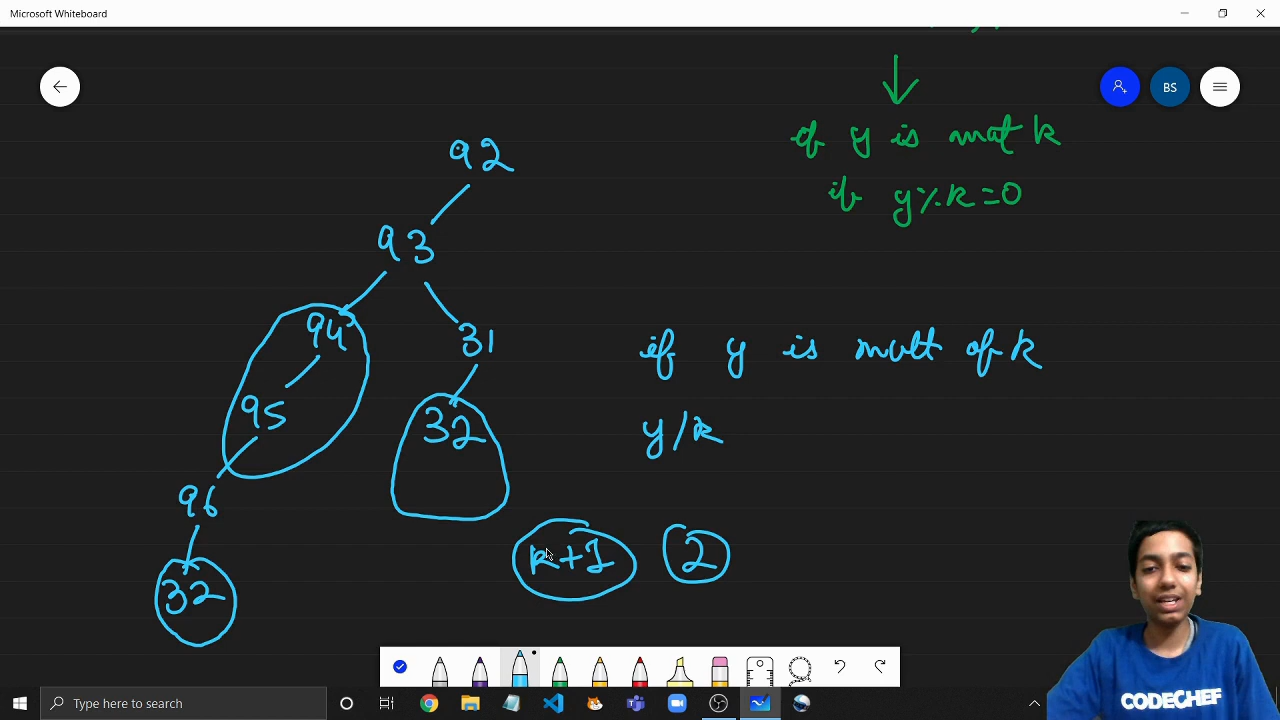 Microsoft Whiteboard
BS
if y is mult k
if y%k=0
92
93
94
31
95
32
96
32
if y is mult of k
y/k
k+1
2
CODECHEF
Type here to search